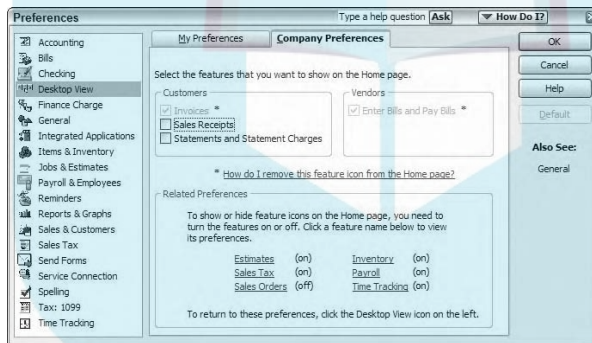 Preferences
Type a help question Ask
How Do I?
Accounting
Bills
Checking
Desktop View
Finance Charge
General
Integrated Applications
Items & Inventory
Jobs & Estimates
Payroll & Employees
Reminders
Reports & Graphs
Sales & Customers
Sales Tax
Send Forms
Service Connection
Spelling
Tax: 1099
Time Tracking
My Preferences
Company Preferences
Select the features that you want to show on the Home page.
Customers
Invoices *
Sales Receipts
Statements and Statement Charges
Vendors
Enter Bills and Pay Bills *
* How do I remove this feature icon from the Home page?
Related Preferences
To show or hide feature icons on the Home page, you need to
turn the features on or off. Click a feature name below to view
its preferences.
Estimates (on) Inventory (on)
Sales Tax (on) Payroll (on)
Sales Orders (off) Time Tracking (on)
To return to these preferences, click the Desktop View icon on the left.
OK
Cancel
Help
Default
Also See:
General